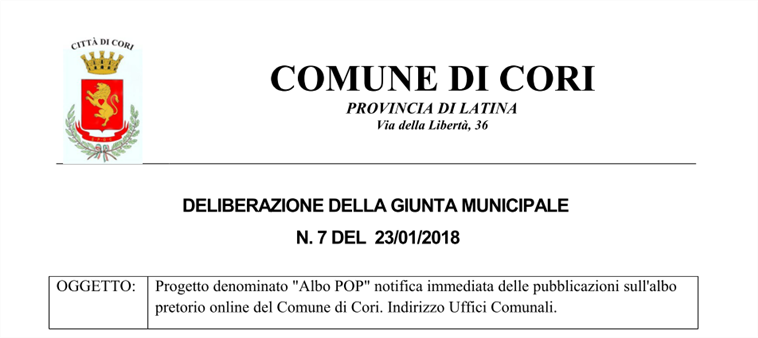 CITTÀ DI CORI
COMUNE DI CORI
PROVINCIA DI LATINA
Via della Libertà, 36
DELIBERAZIONE DELLA GIUNTA MUNICIPALE
N. 7 DEL 23/01/2018
OGGETTO: Progetto denominato "Albo POP" notifica immediata delle pubblicazioni sull'albo
pretorio online del Comune di Cori. Indirizzo Uffici Comunali.